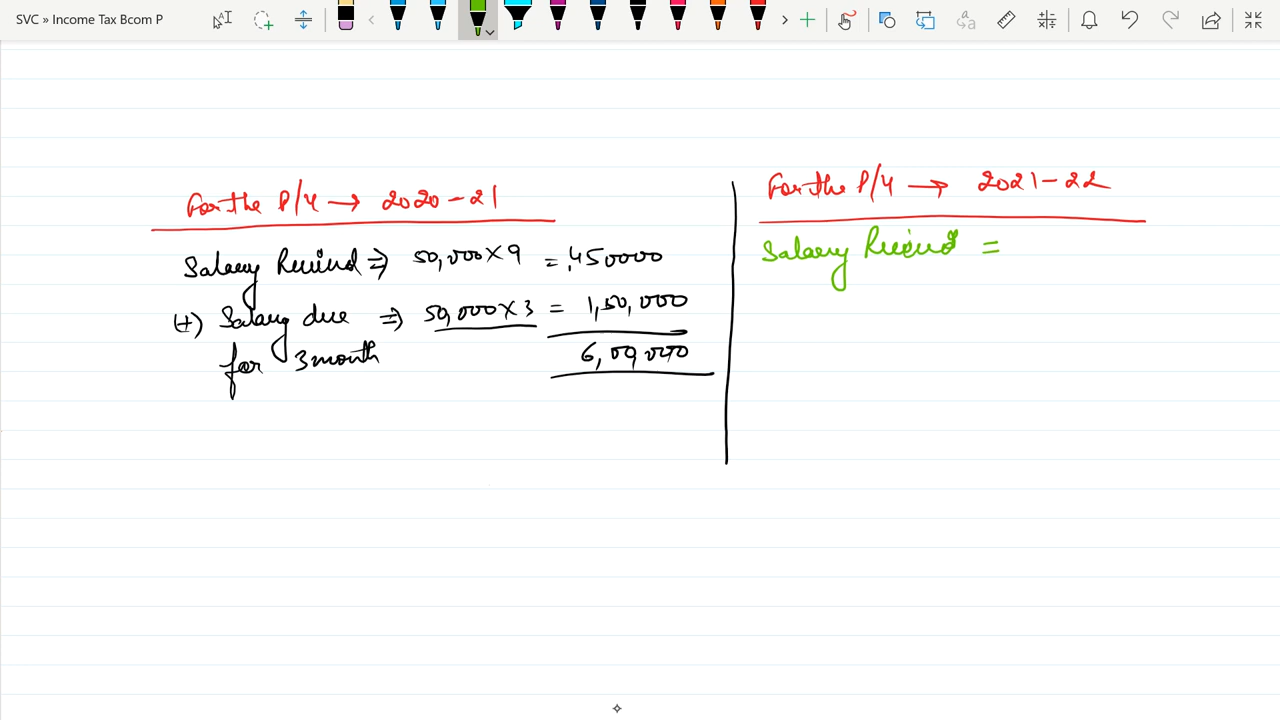 SVC » Income Tax Bcom P
For the P/Y → 2020-21
Salary Received ⇒ 50,000 × 9 = 450000
(+) Salary due ⇒ 50,000 × 3 = 1,50,000
for 3 month 6,00,000
For the P/Y → 2021-22
Salary Received =